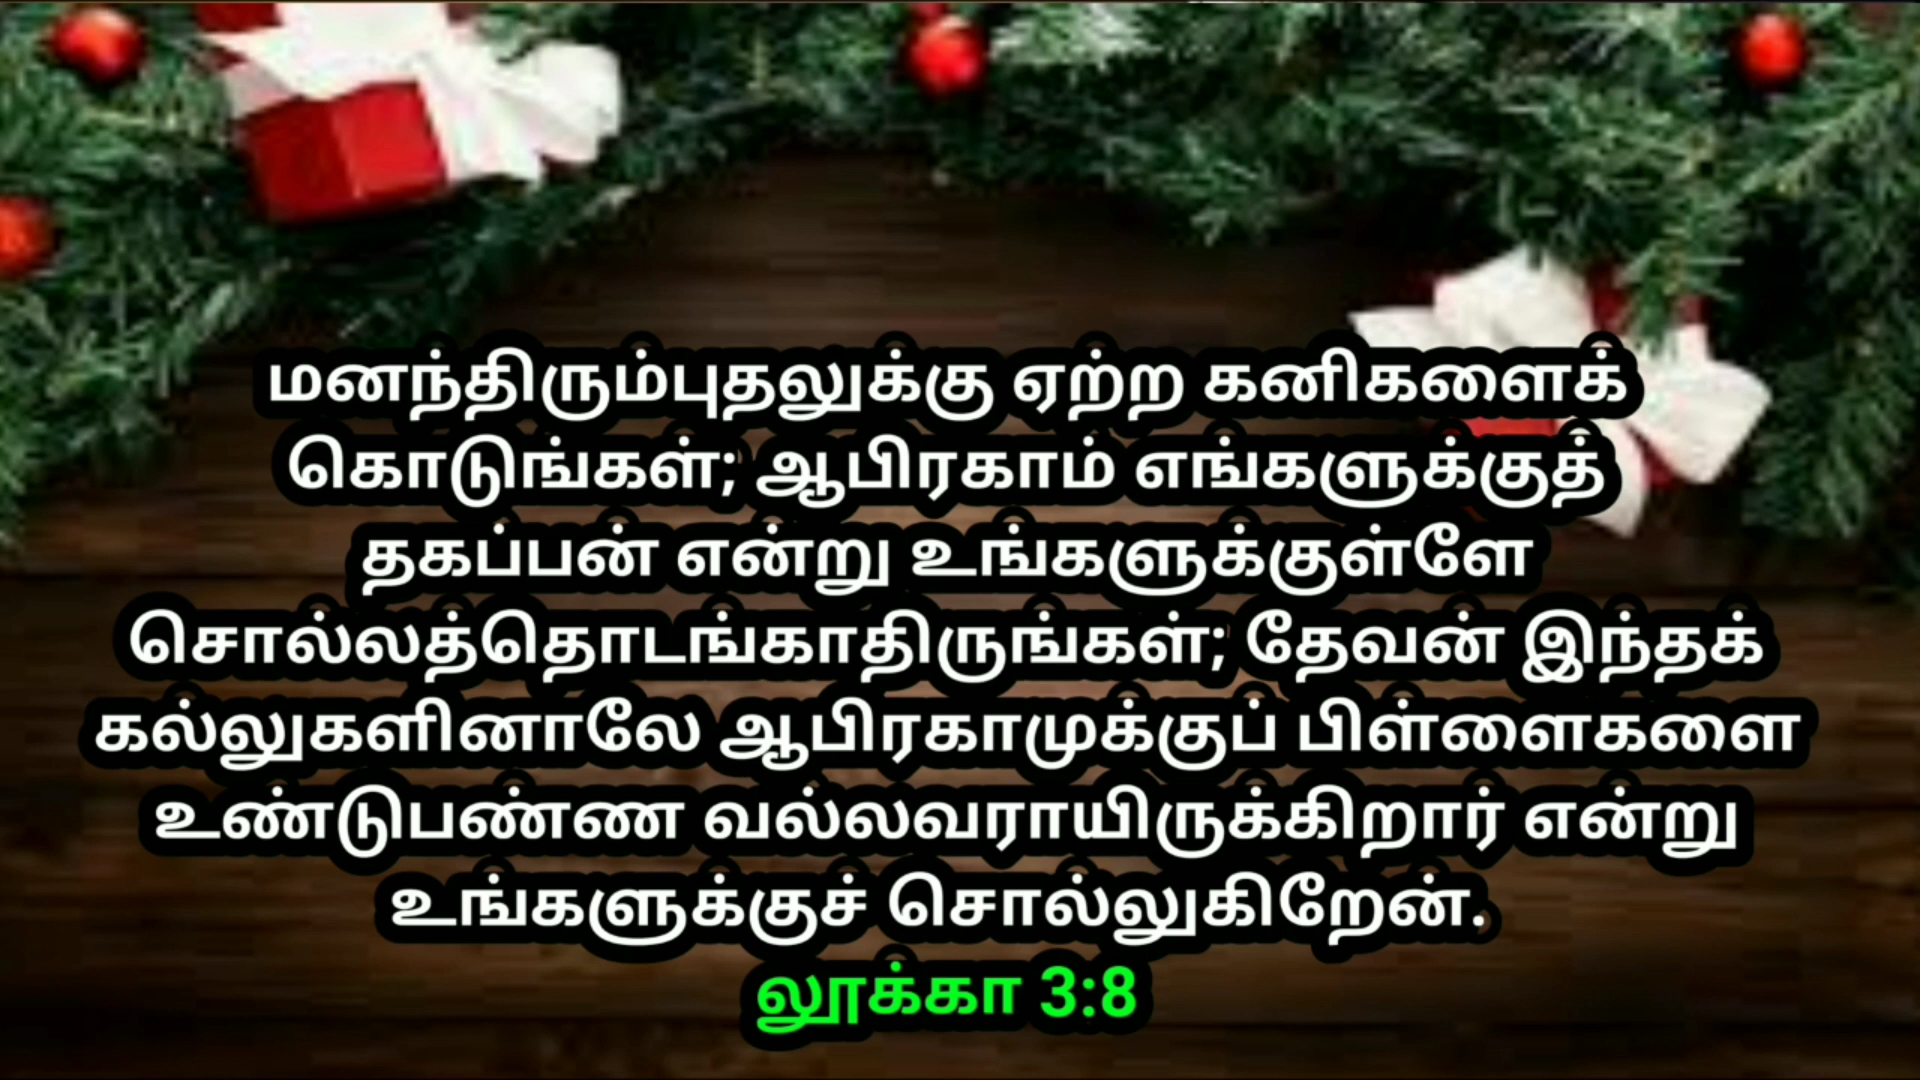 மனந்திரும்புதலுக்கு ஏற்ற கனிகளைக்
கொடுங்கள்; ஆபிரகாம் எங்களுக்குத்
தகப்பன் என்று உங்களுக்குள்ளே
சொல்லத்தொடங்காதிருங்கள்; தேவன் இந்தக்
கல்லுகளினாலே ஆபிரகாமுக்குப் பிள்ளைகளை
உண்டுபண்ண வல்லவராயிருக்கிறார் என்று
உங்களுக்குச் சொல்லுகிறேன்.
லூக்கா 3:8